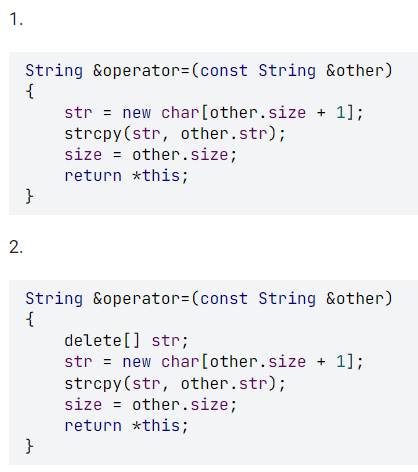 1.
String &operator=(const String &other)
{
    str = new char[other.size + 1];
    strcpy(str, other.str);
    size = other.size;
    return *this;
}
2.
String &operator=(const String &other)
{
    delete[] str;
    str = new char[other.size + 1];
    strcpy(str, other.str);
    size = other.size;
    return *this;
}